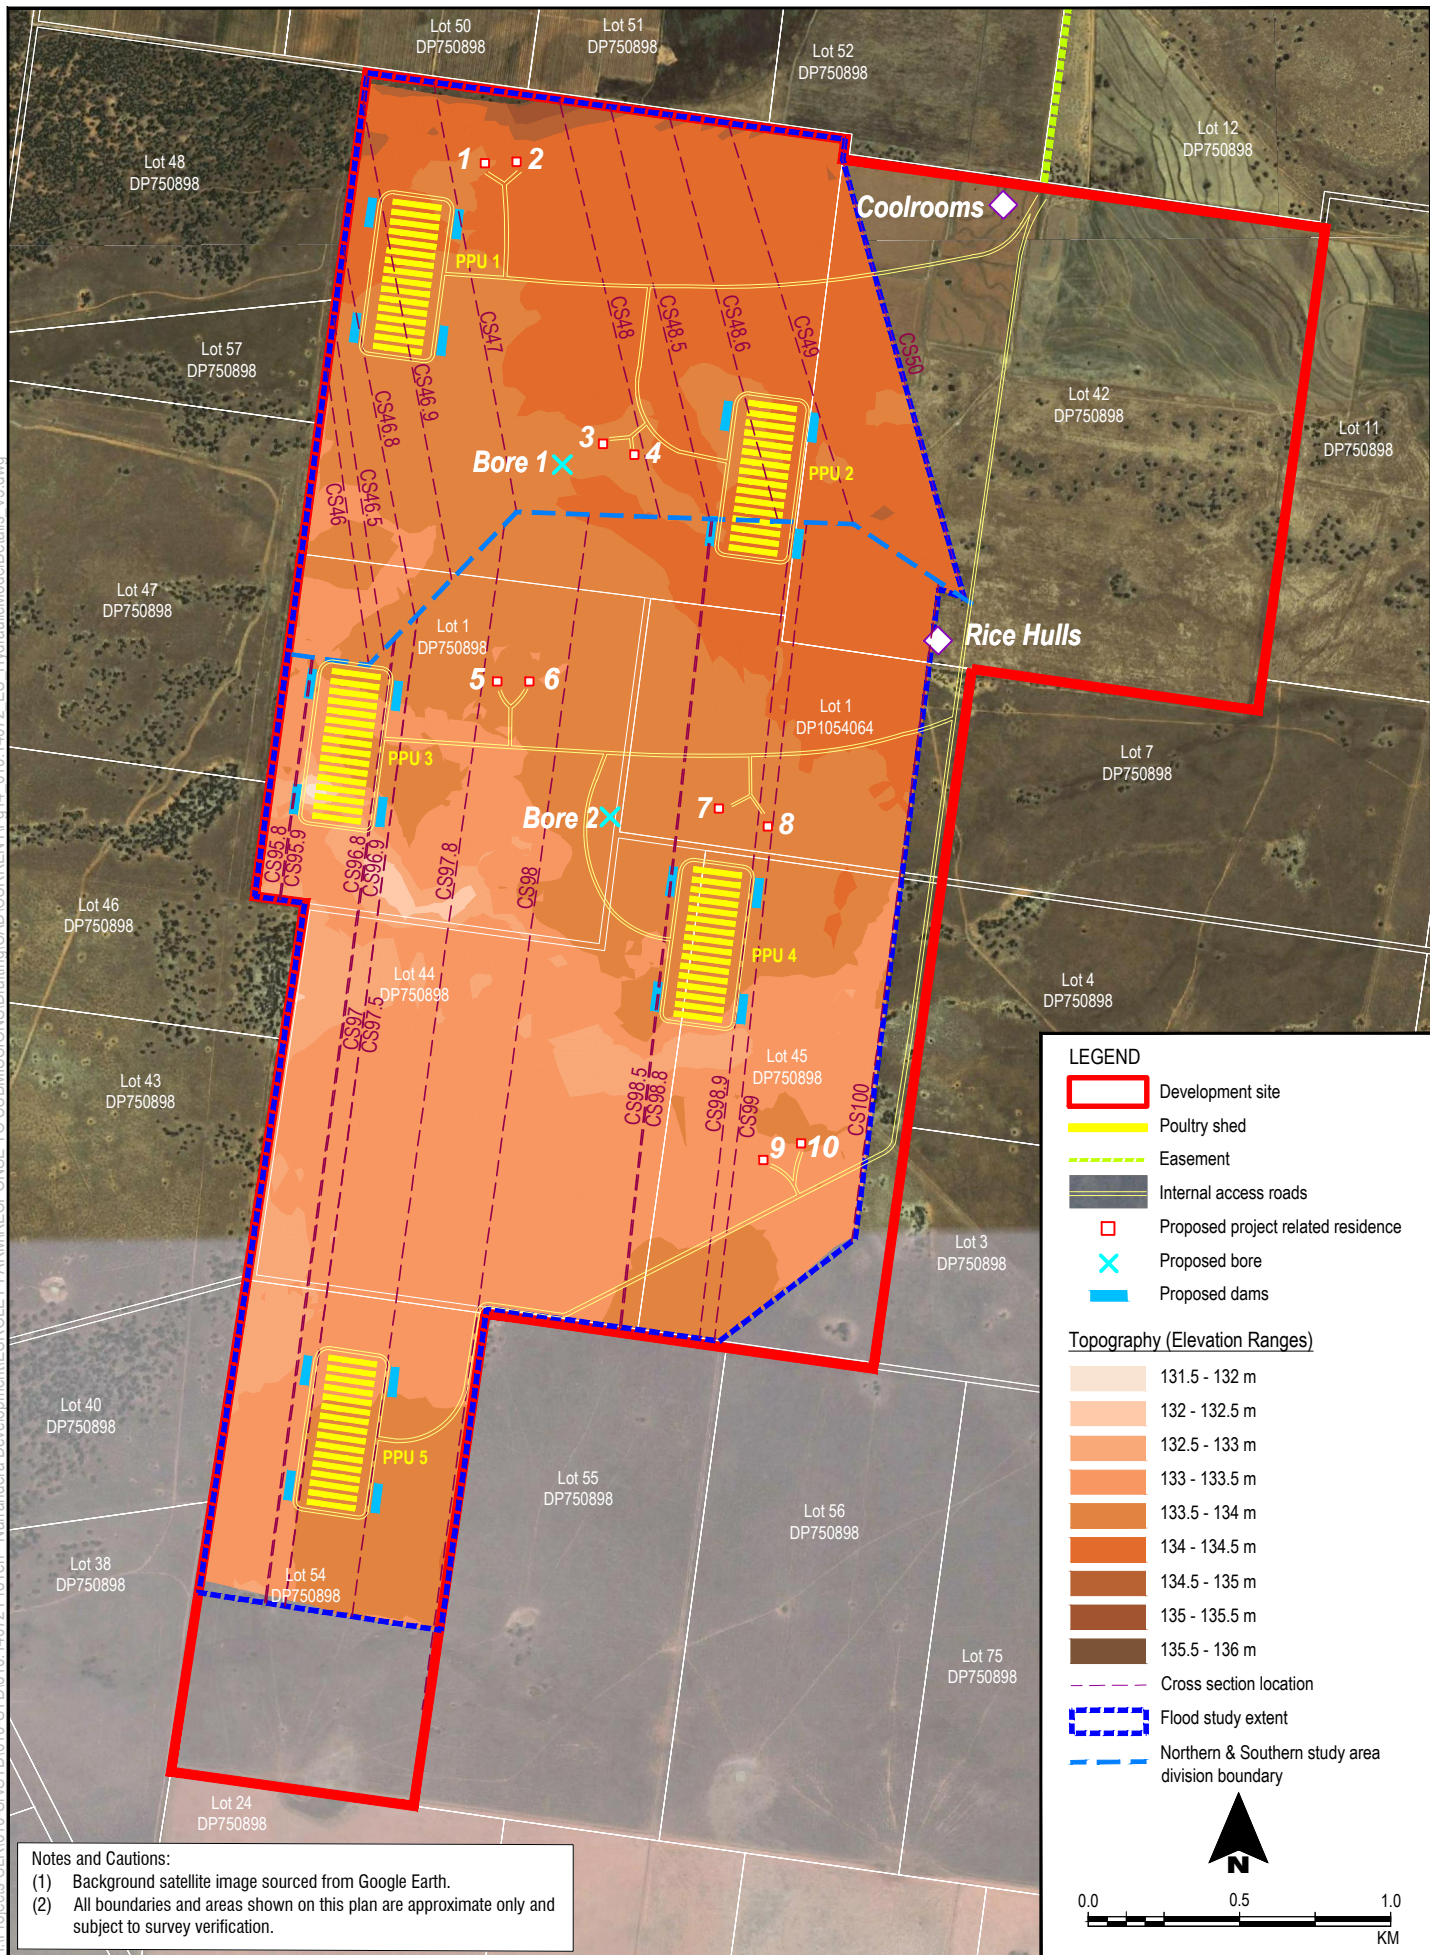 Lot 50
DP750898
Lot 51
DP750898
Lot 52
DP750898
Lot 12
DP750898
Lot 48
DP750898
1
2
Coolrooms
PPU 1
CS47
CS48
CS48.5
CS48.6
CS49
CS50
Lot 57
DP750898
CS46.8
CS46.9
Lot 42
DP750898
Lot 11
DP750898
3
4
Bore 1
PPU 2
CS46
CS46.5
Lot 47
DP750898
Lot 1
DP750898
Rice Hulls
5
6
Lot 1
DP1054064
PPU 3
Lot 7
DP750898
Bore 2
7
8
CS95.8
CS95.9
CS96.8
CS96.9
CS97.8
CS98
Lot 46
DP750898
PPU 4
Lot 44
DP750898
Lot 4
DP750898
CS97
CS97.5
Lot 43
DP750898
Lot 45
DP750898
CS98.5
CS98.8
CS98.9
CS99
CS100
9
10
Lot 3
DP750898
Lot 40
DP750898
PPU 5
Lot 55
DP750898
Lot 56
DP750898
Lot 38
DP750898
Lot 54
DP750898
Lot 75
DP750898
Lot 24
DP750898
LEGEND
Development site
Poultry shed
Easement
Internal access roads
Proposed project related residence
Proposed bore
Proposed dams
Topography (Elevation Ranges)
131.5 - 132 m
132 - 132.5 m
132.5 - 133 m
133 - 133.5 m
133.5 - 134 m
134 - 134.5 m
134.5 - 135 m
135 - 135.5 m
135.5 - 136 m
Cross section location
Flood study extent
Northern & Southern study area
division boundary
N
0.0 0.5 1.0
KM
Notes and Cautions:
(1) Background satellite image sourced from Google Earth.
(2) All boundaries and areas shown on this plan are approximate only and
subject to survey verification.